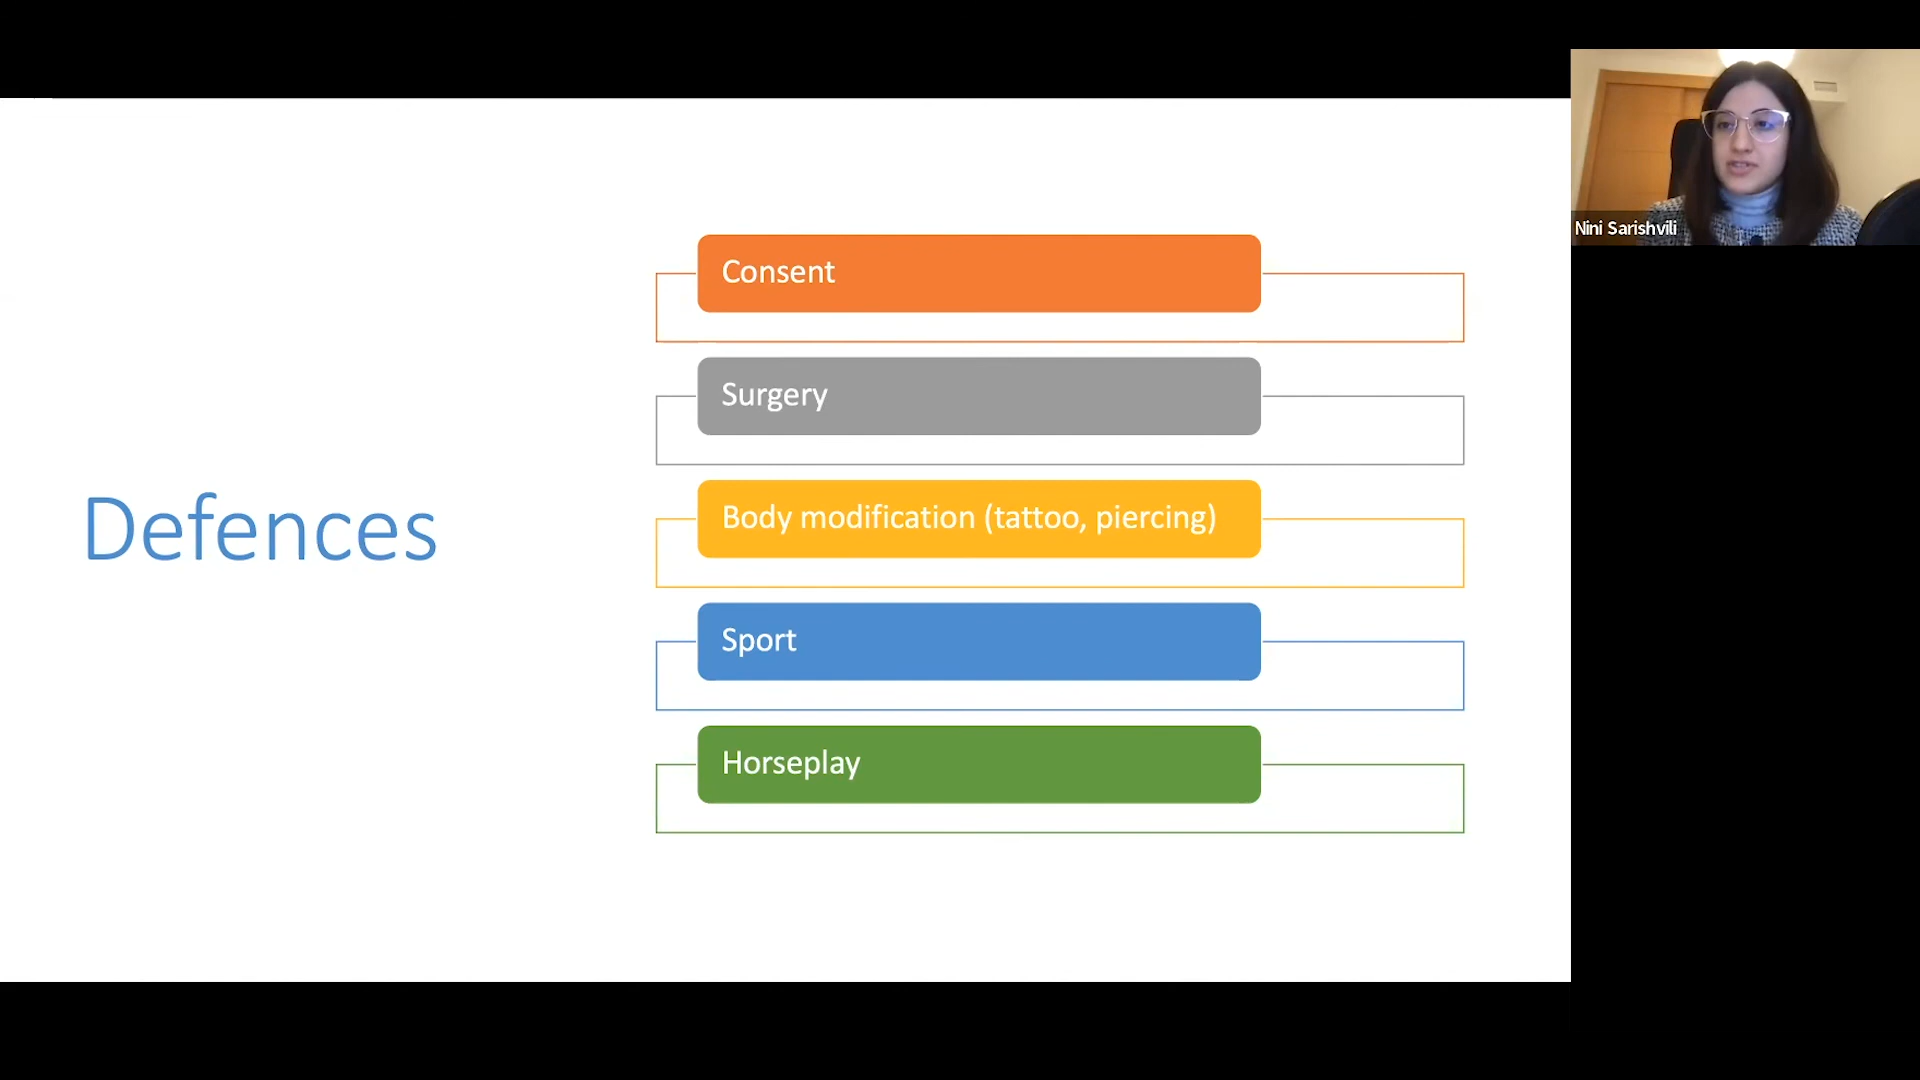 Defences
Consent
Surgery
Body modification (tattoo, piercing)
Sport
Horseplay
Nini Sarishvili